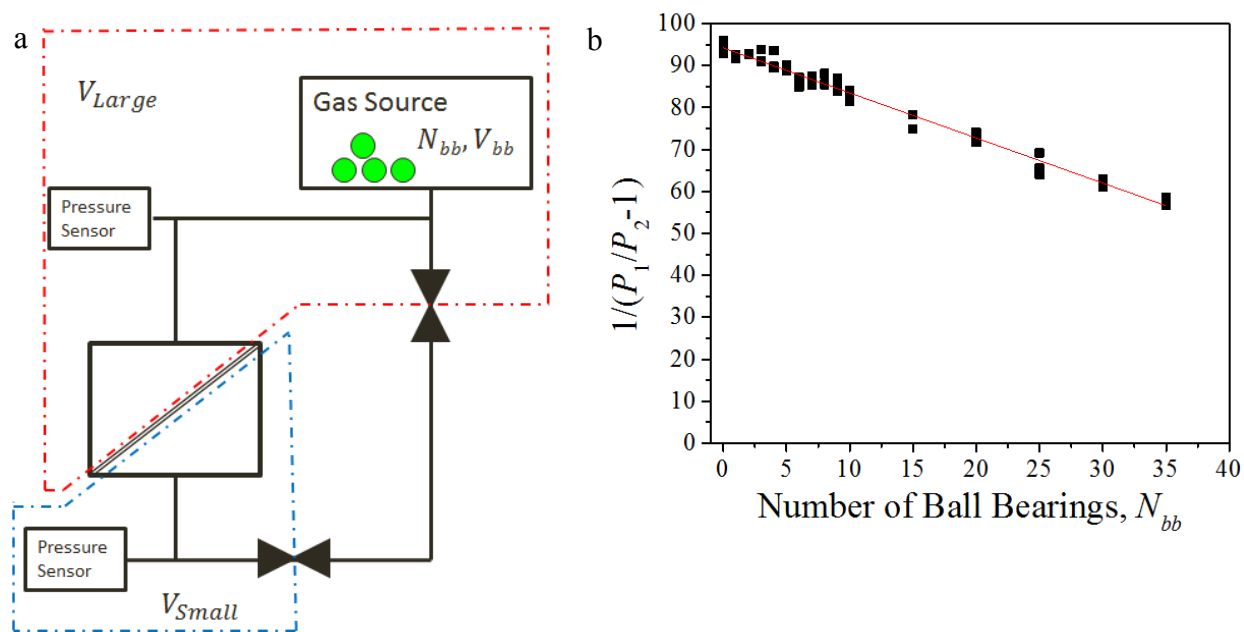 a
V_Large
Gas Source
N_bb, V_bb
Pressure
Sensor
Pressure
Sensor
V_Small
b
1/(P_1/P_2-1)
100
90
80
70
60
50
40
30
20
10
0
0 5 10 15 20 25 30 35 40
Number of Ball Bearings, N_bb